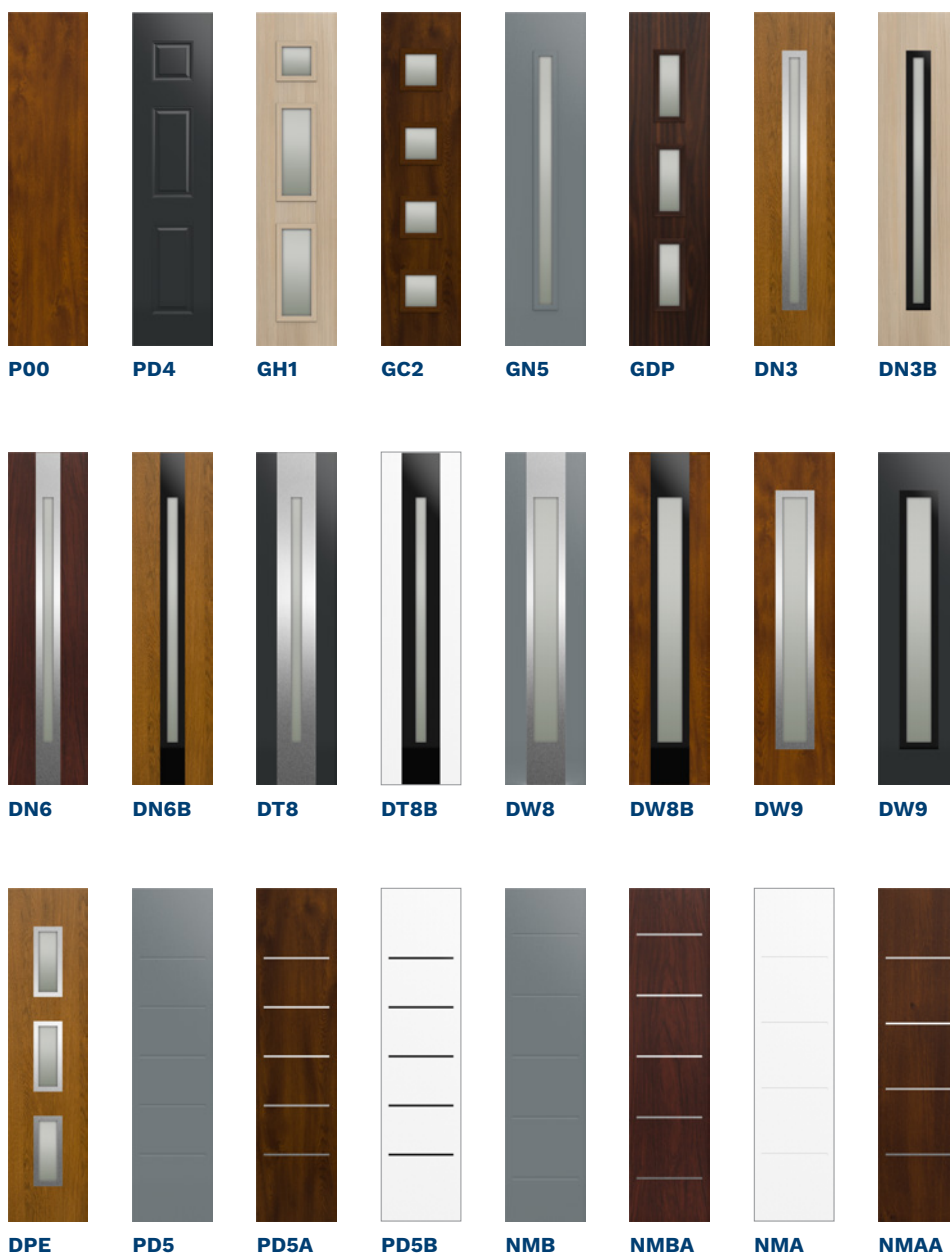 P00 PD4 GH1 GC2 GN5 GDP DN3 DN3B
DN6 DN6B DT8 DT8B DW8 DW8B DW9 DW9
DPE PD5 PD5A PD5B NMB NMBA NMA NMAA